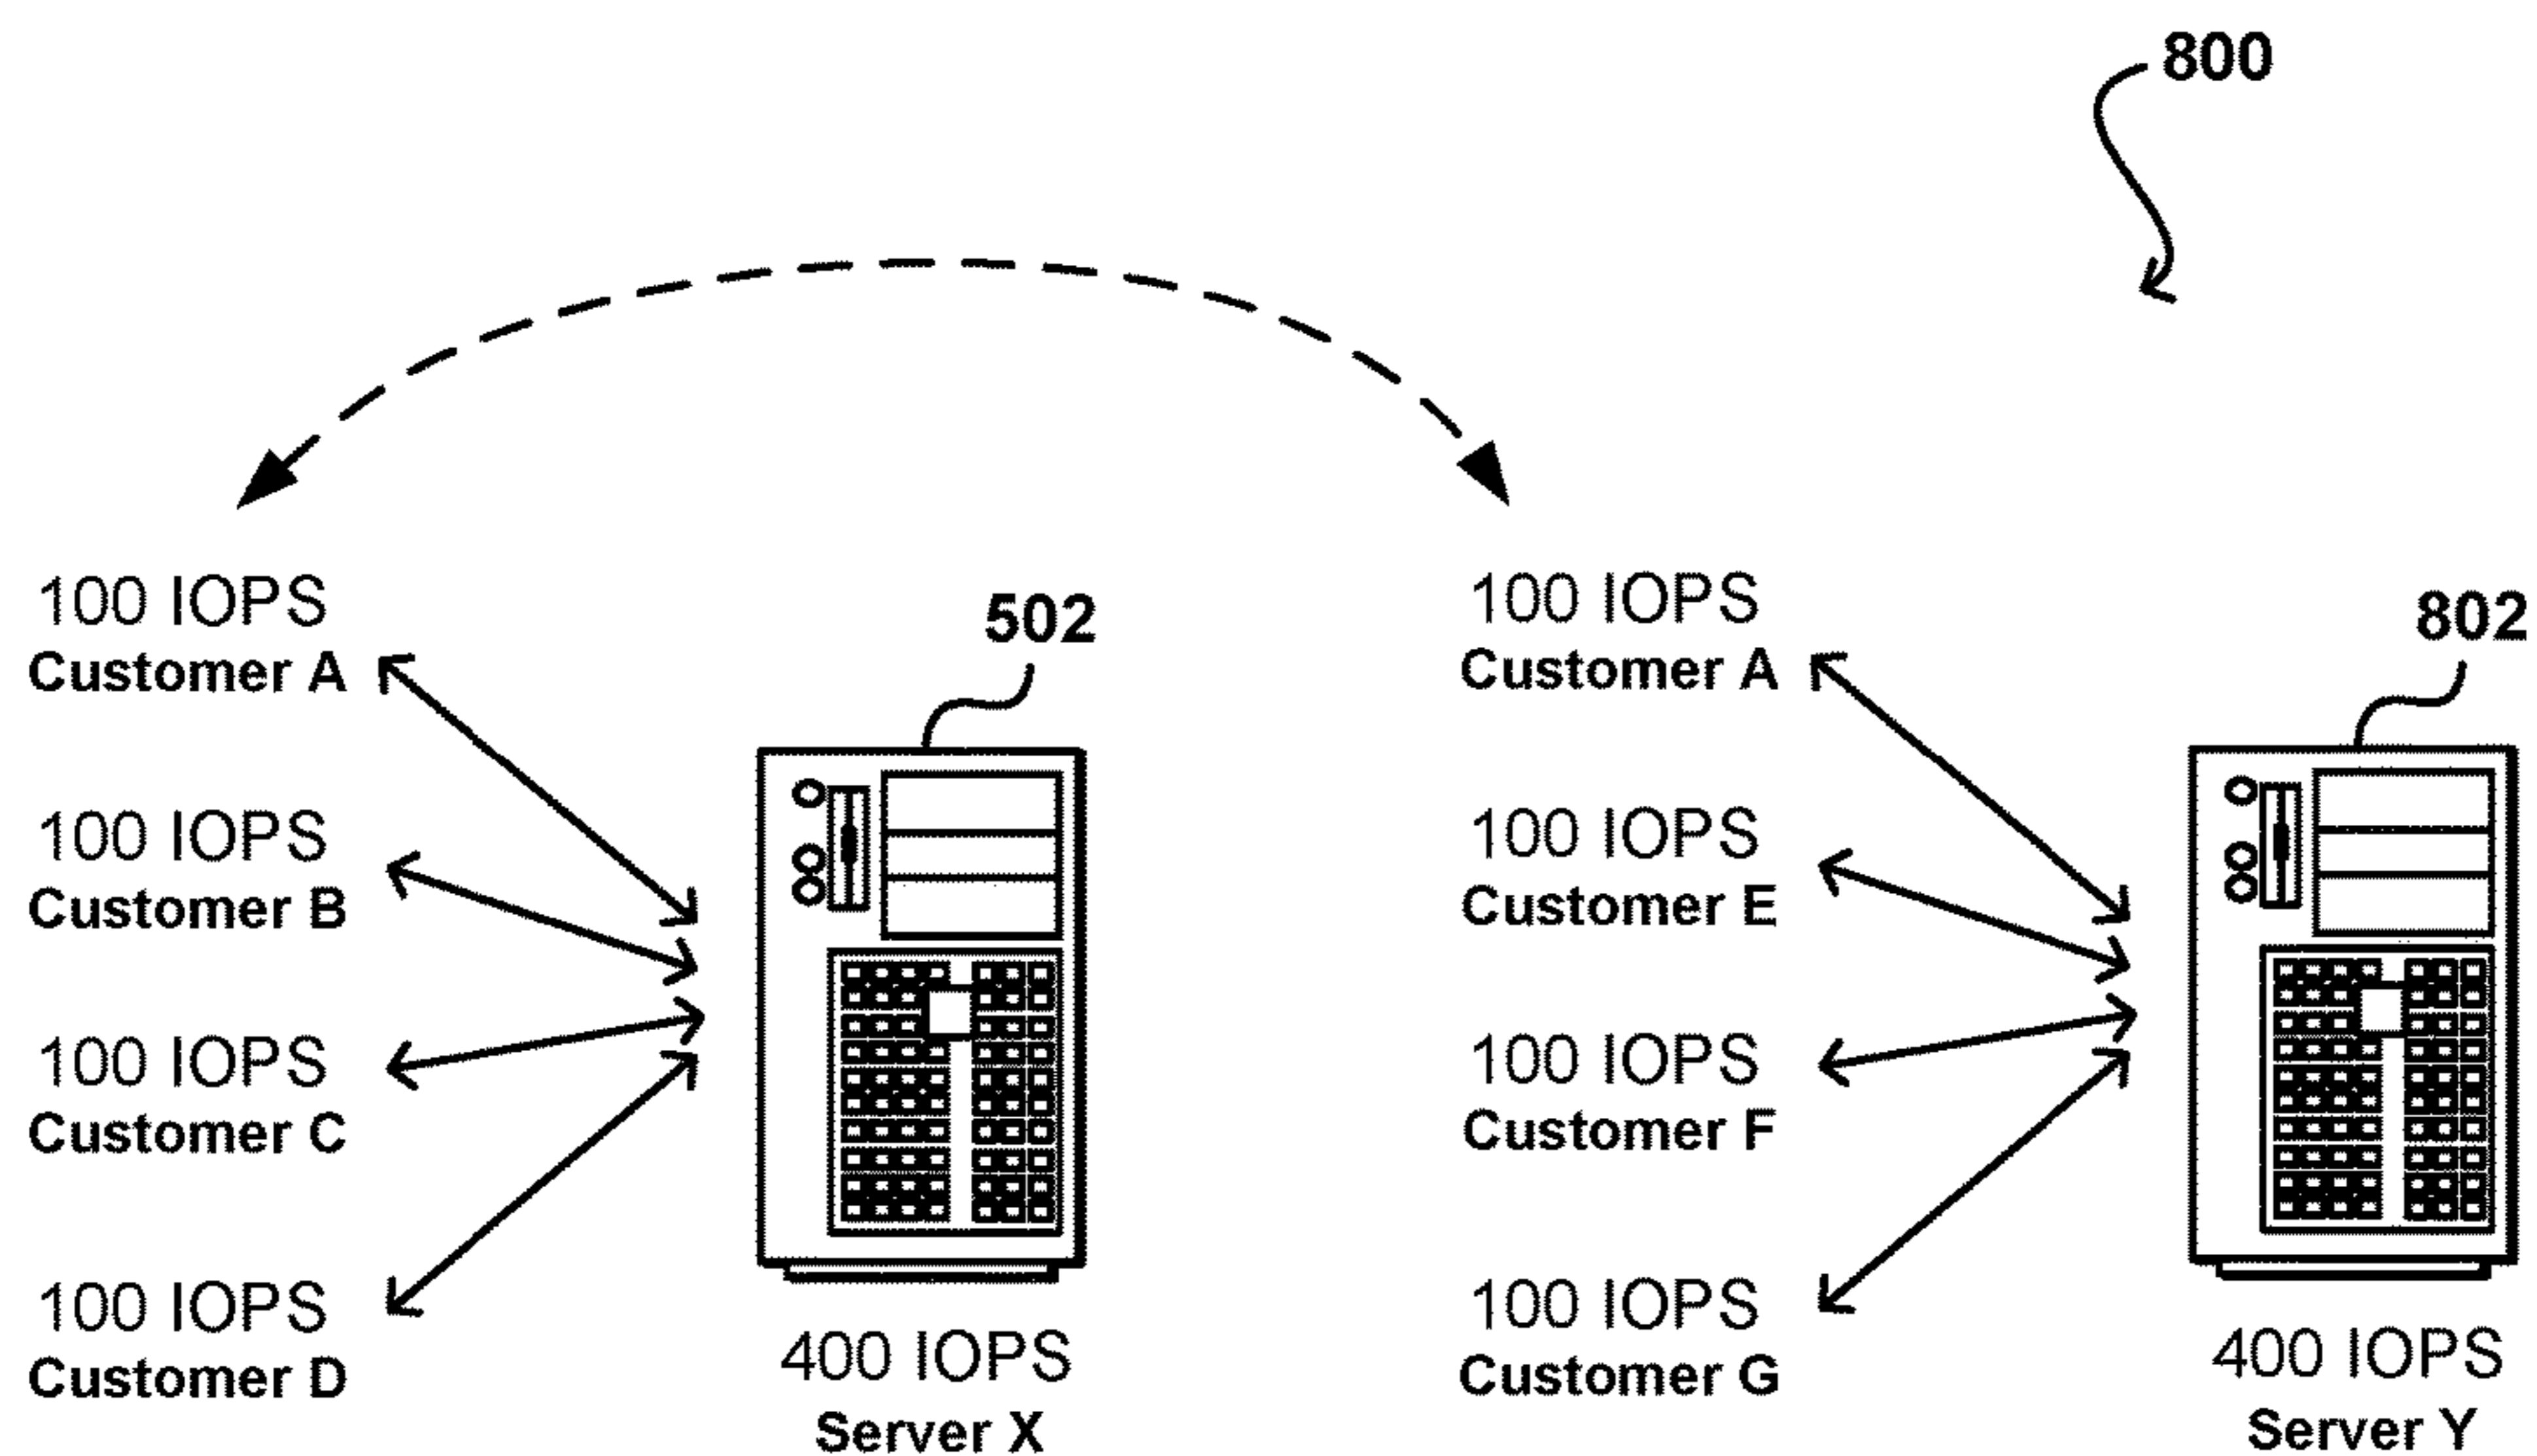 800
100 IOPS
Customer A
502
100 IOPS
Customer B
100 IOPS
Customer C
100 IOPS
Customer D
400 IOPS
Server X
100 IOPS
Customer A
802
100 IOPS
Customer E
100 IOPS
Customer F
100 IOPS
Customer G
400 IOPS
Server Y